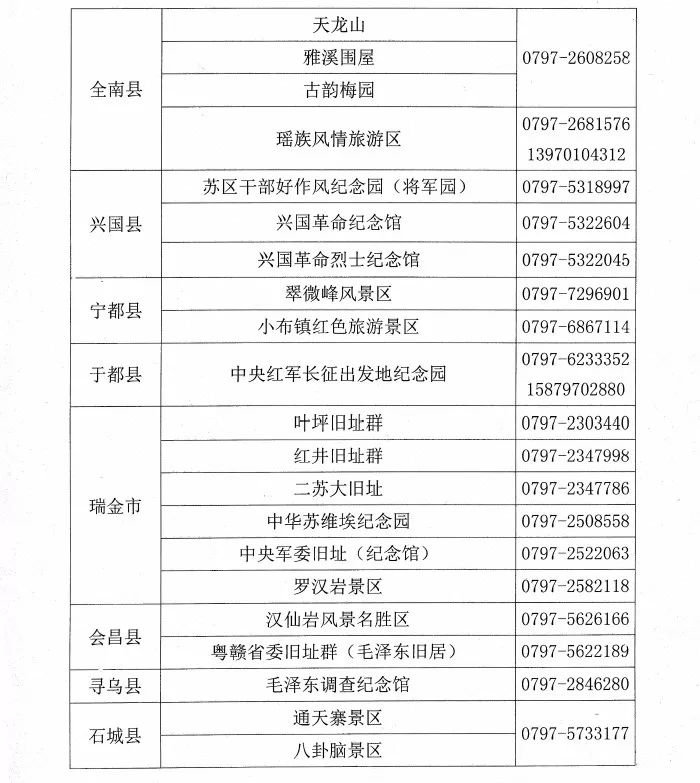 天龙山
雅溪围屋
0797-2608258
全南县
古韵梅园
瑶族风情旅游区
0797-2681576
13970104312
苏区干部好作风纪念园（将军园）
0797-5318997
兴国县
兴国革命纪念馆
0797-5322604
兴国革命烈士纪念馆
0797-5322045
宁都县
翠微峰风景区
0797-7296901
小布镇红色旅游景区
0797-6867114
于都县
中央红军长征出发地纪念园
0797-6233352
15879702880
叶坪旧址群
0797-2303440
红井旧址群
0797-2347998
二苏大旧址
0797-2347786
瑞金市
中华苏维埃纪念园
0797-2508558
中央军委旧址（纪念馆）
0797-2522063
罗汉岩景区
0797-2582118
会昌县
汉仙岩风景名胜区
0797-5626166
粤赣省委旧址群（毛泽东旧居）
0797-5622189
寻乌县
毛泽东调查纪念馆
0797-2846280
石城县
通天寨景区
0797-5733177
八卦脑景区